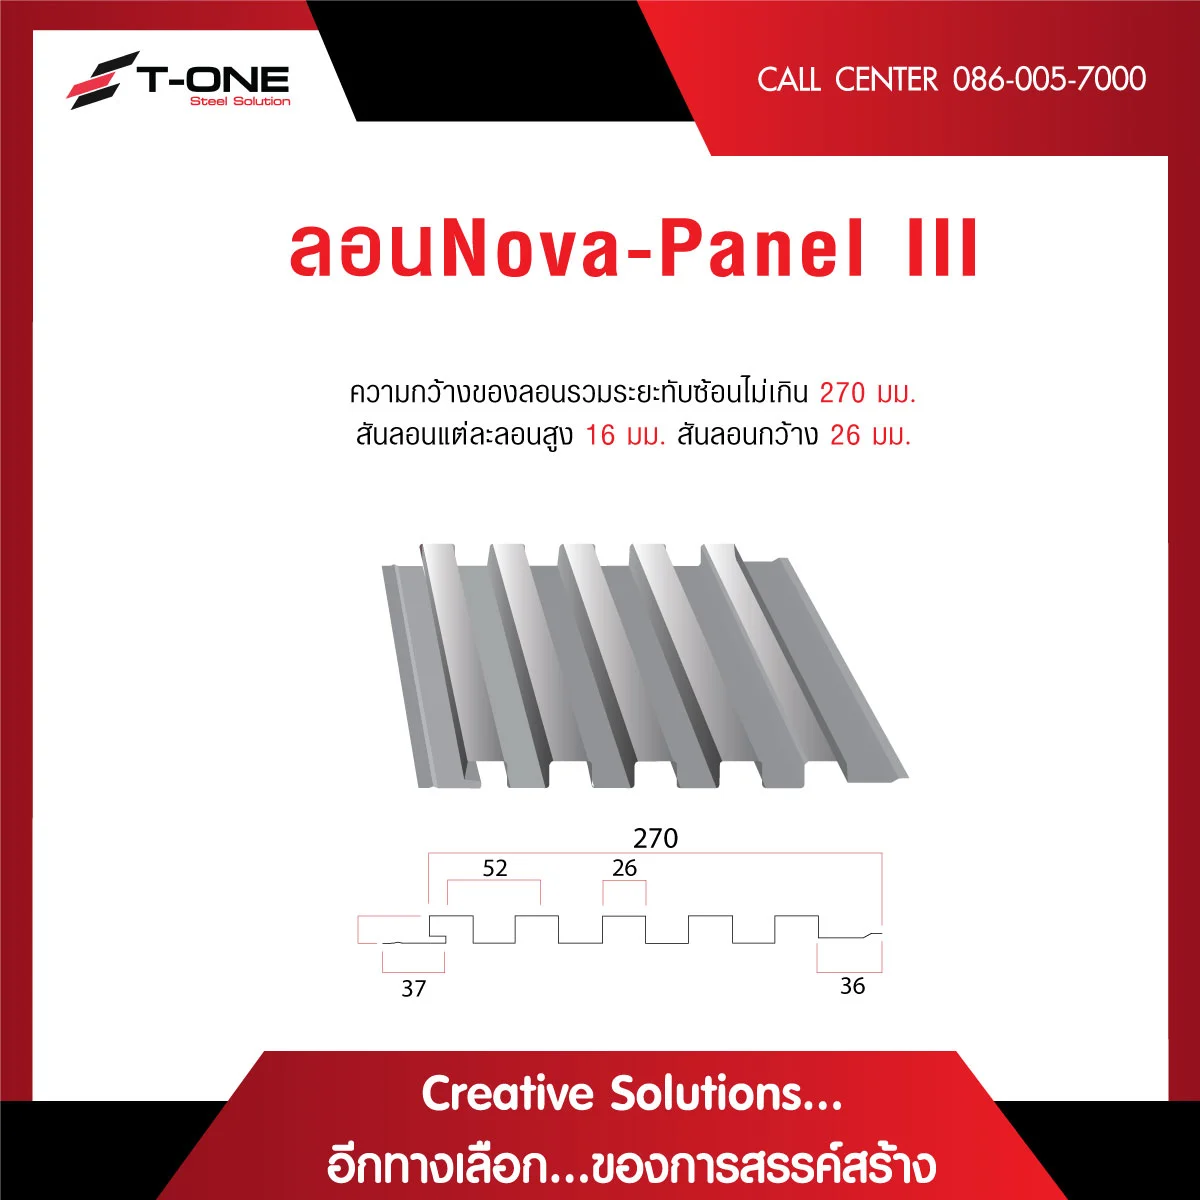 T-ONE
Steel Solution
CALL CENTER 086-005-7000
ลอนNova-Panel III
ความกว้างของลอนรวมระยะทับซ้อนไม่เกิน 270 มม.
สันลอนแต่ละลอนสูง 16 มม. สันลอนกว้าง 26 มม.
270
52
26
37
36
Creative Solutions...
อีกทางเลือก...ของการสรรค์สร้าง